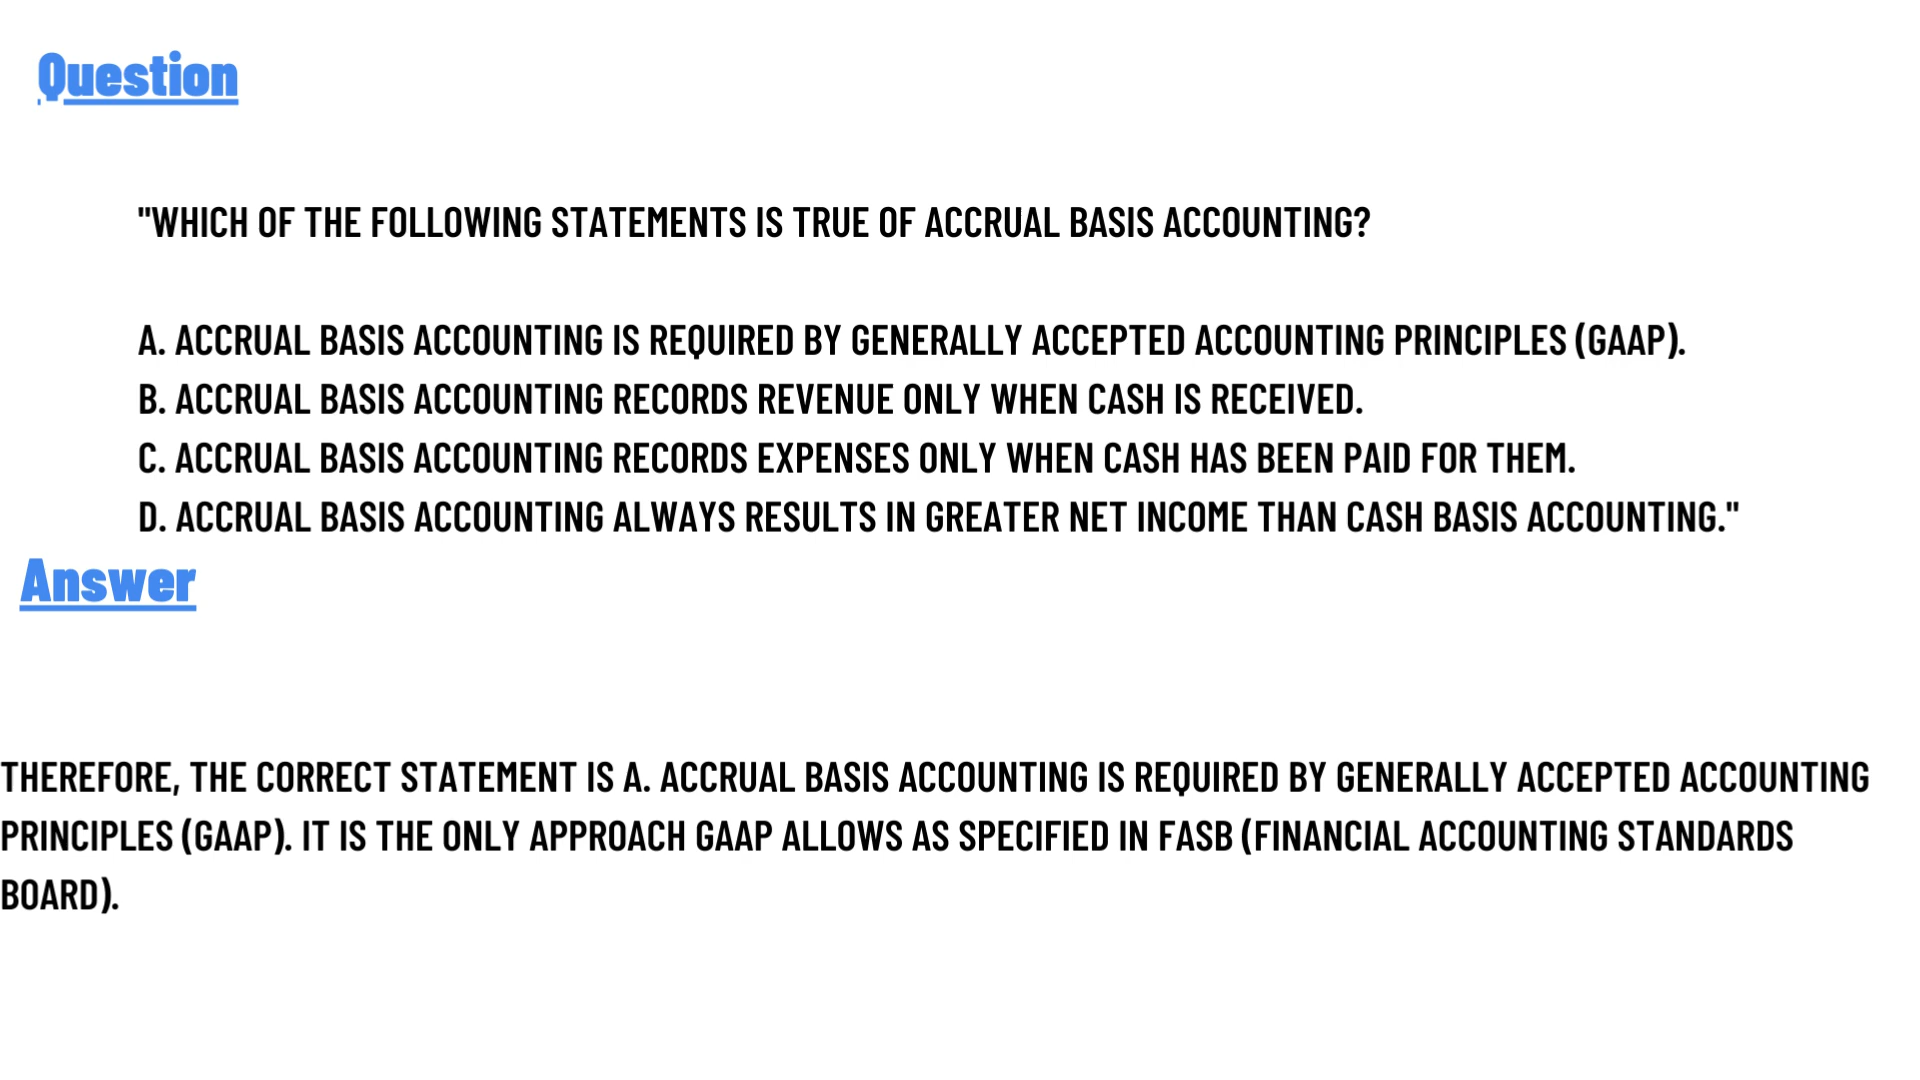 Question
"WHICH OF THE FOLLOWING STATEMENTS IS TRUE OF ACCRUAL BASIS ACCOUNTING?
A. ACCRUAL BASIS ACCOUNTING IS REQUIRED BY GENERALLY ACCEPTED ACCOUNTING PRINCIPLES (GAAP).
B. ACCRUAL BASIS ACCOUNTING RECORDS REVENUE ONLY WHEN CASH IS RECEIVED.
C. ACCRUAL BASIS ACCOUNTING RECORDS EXPENSES ONLY WHEN CASH HAS BEEN PAID FOR THEM.
D. ACCRUAL BASIS ACCOUNTING ALWAYS RESULTS IN GREATER NET INCOME THAN CASH BASIS ACCOUNTING."
Answer
THEREFORE, THE CORRECT STATEMENT IS A. ACCRUAL BASIS ACCOUNTING IS REQUIRED BY GENERALLY ACCEPTED ACCOUNTING
PRINCIPLES (GAAP). IT IS THE ONLY APPROACH GAAP ALLOWS AS SPECIFIED IN FASB (FINANCIAL ACCOUNTING STANDARDS
BOARD).